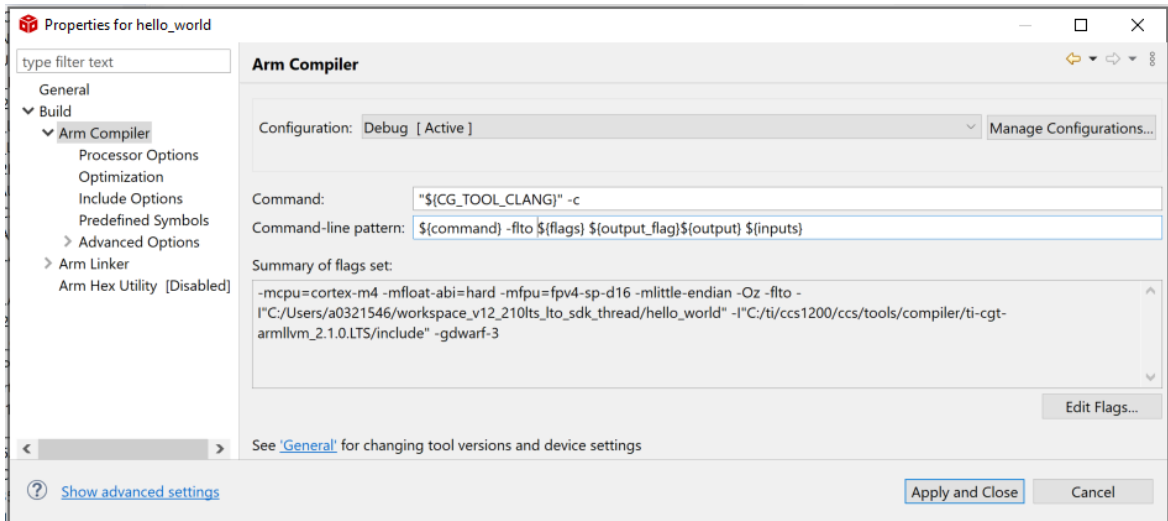 Properties for hello_world
type filter text
General
Build
Arm Compiler
Processor Options
Optimization
Include Options
Predefined Symbols
Advanced Options
Arm Linker
Arm Hex Utility [Disabled]
Arm Compiler
Configuration: Debug [ Active ]
Manage Configurations...
Command: "${CG_TOOL_CLANG}" -c
Command-line pattern: ${command} -flto ${flags} ${output_flag}${output} ${inputs}
Summary of flags set:
-mcpu=cortex-m4 -mfloat-abi=hard -mfpu=fpv4-sp-d16 -mlittle-endian -Oz -flto -
I"C:/Users/a0321546/workspace_v12_210lts_lto_sdk_thread/hello_world" -I"C:/ti/ccs1200/ccs/tools/compiler/ti-cgt-
armllvm_2.1.0.LTS/include" -gdwarf-3
Edit Flags...
See 'General' for changing tool versions and device settings
Show advanced settings
Apply and Close
Cancel